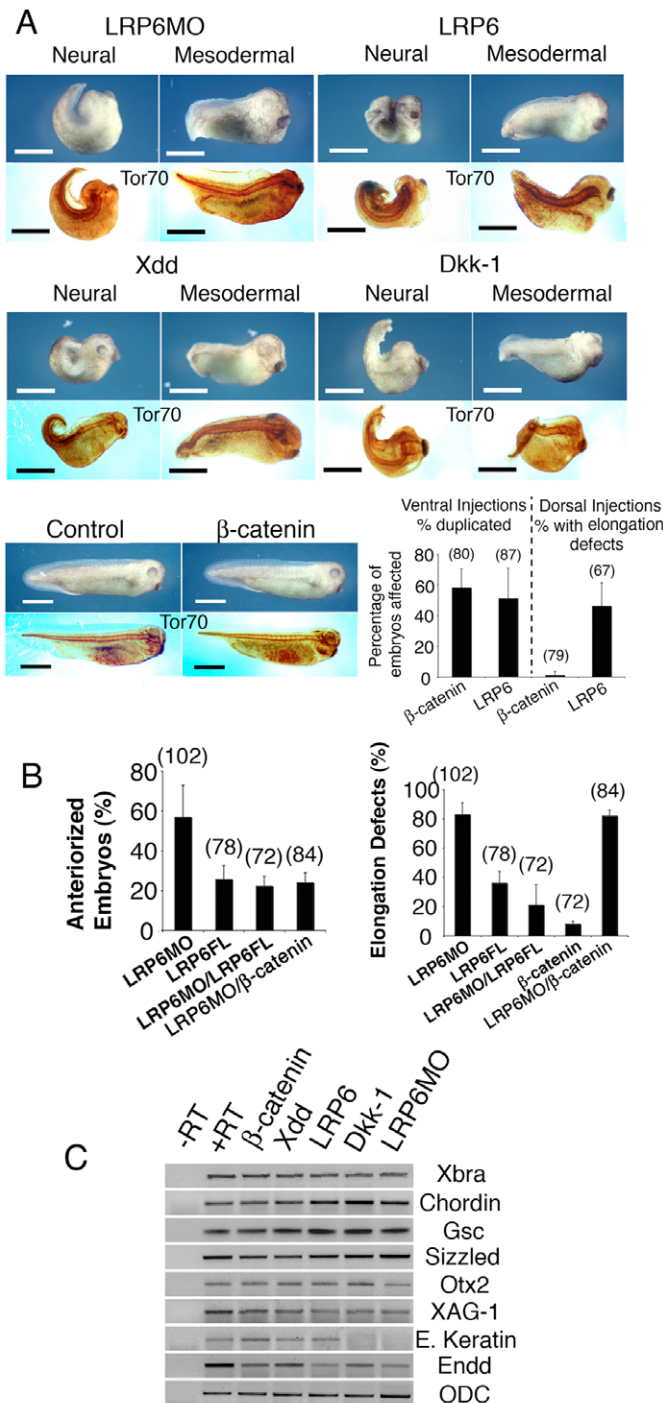 A
LRP6MO LRP6
Neural Mesodermal Neural Mesodermal
Tor70 Tor70
Xdd Dkk-1
Neural Mesodermal Neural Mesodermal
Tor70 Tor70
Control β-catenin
Tor70
Ventral Injections % duplicated
Dorsal Injections % with elongation defects
Percentage of embryos affected
80
60
40
20
0
(80) (87) (79) (67)
β-catenin LRP6 β-catenin LRP6
B
Anteriorized Embryos (%)
80
60
40
20
0
(102) (78) (72) (84)
LRP6MO
LRP6FL
LRP6MO/LRP6FL
LRP6MO/β-catenin
Elongation Defects (%)
100
80
60
40
20
0
(102) (78) (72) (72) (84)
LRP6MO
LRP6FL
LRP6MO/LRP6FL
β-catenin
LRP6MO/β-catenin
C
-RT +RT β-catenin Xdd LRP6 Dkk-1 LRP6MO
Xbra
Chordin
Gsc
Sizzled
Otx2
XAG-1
E. Keratin
Endd
ODC